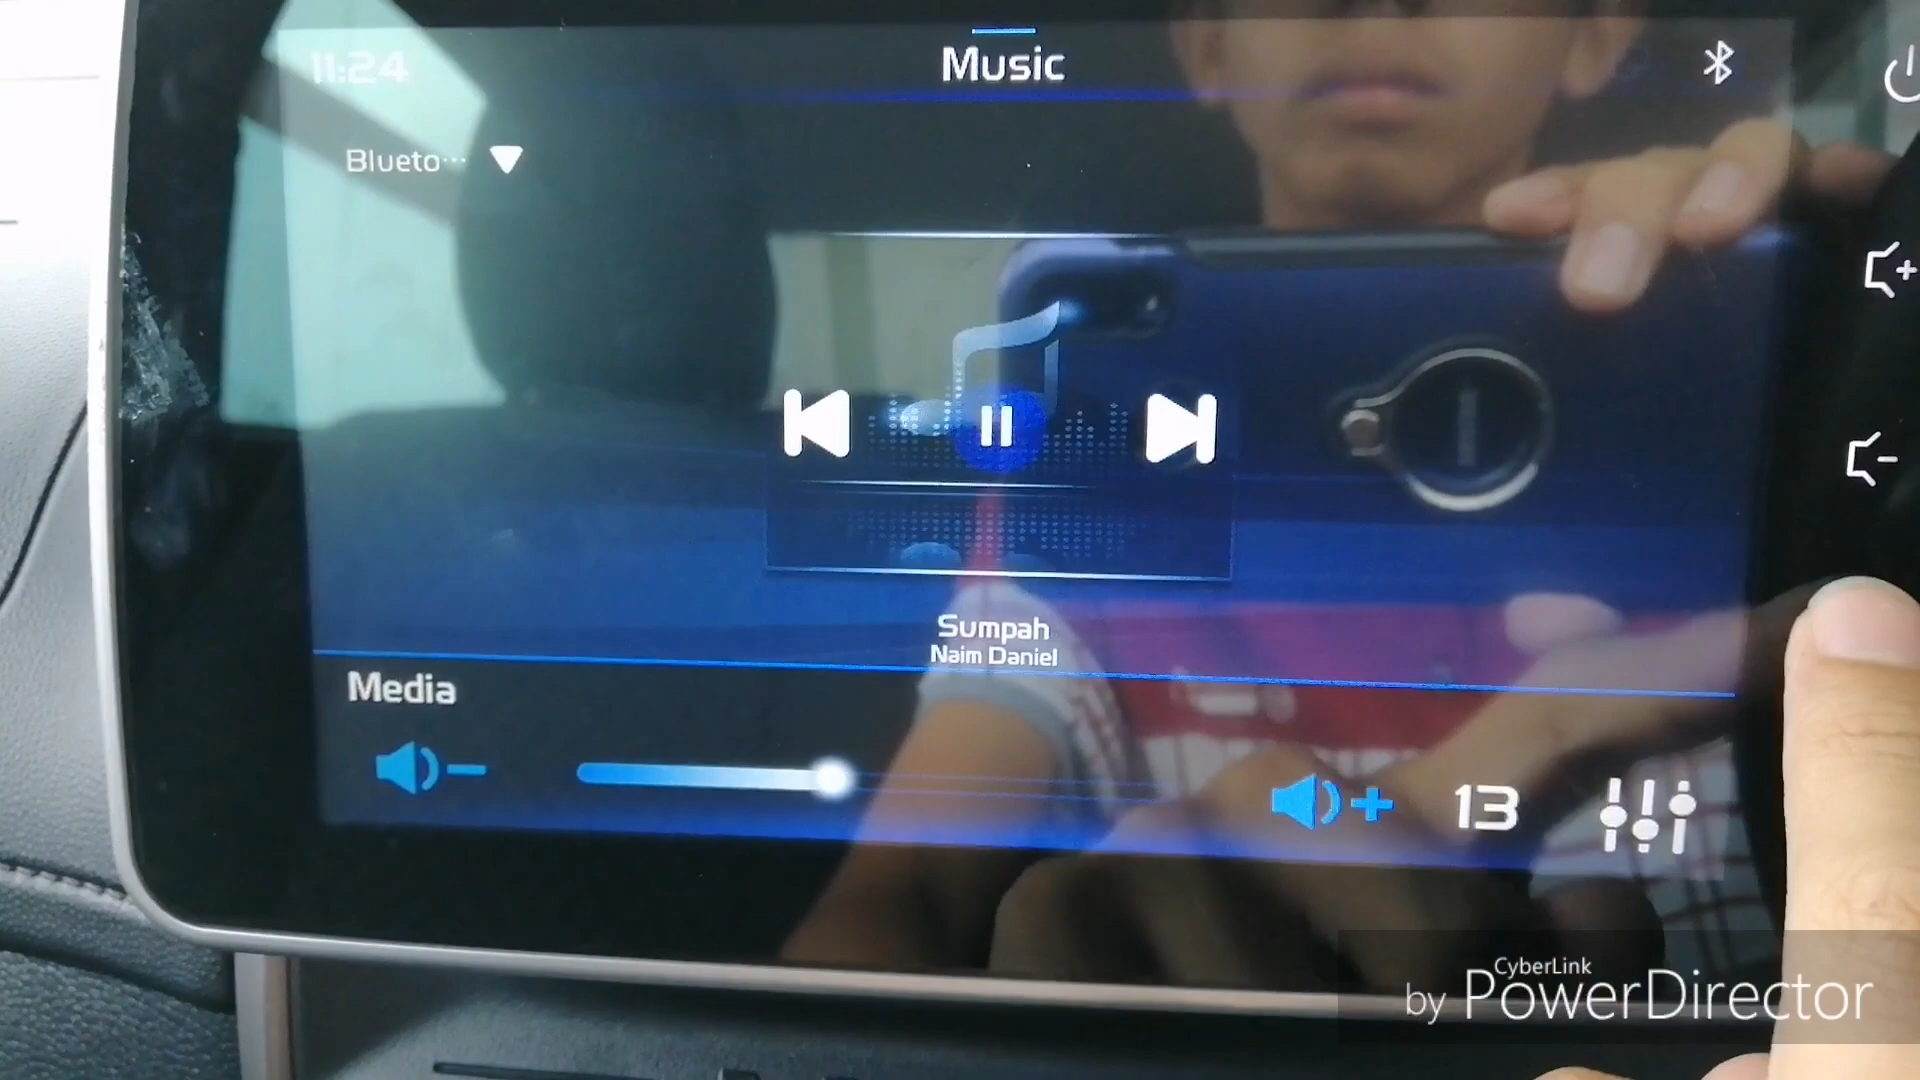 11:24
Music
Blueto...
Sumpah
Naim Daniel
Media
13
CyberLink
by PowerDirector